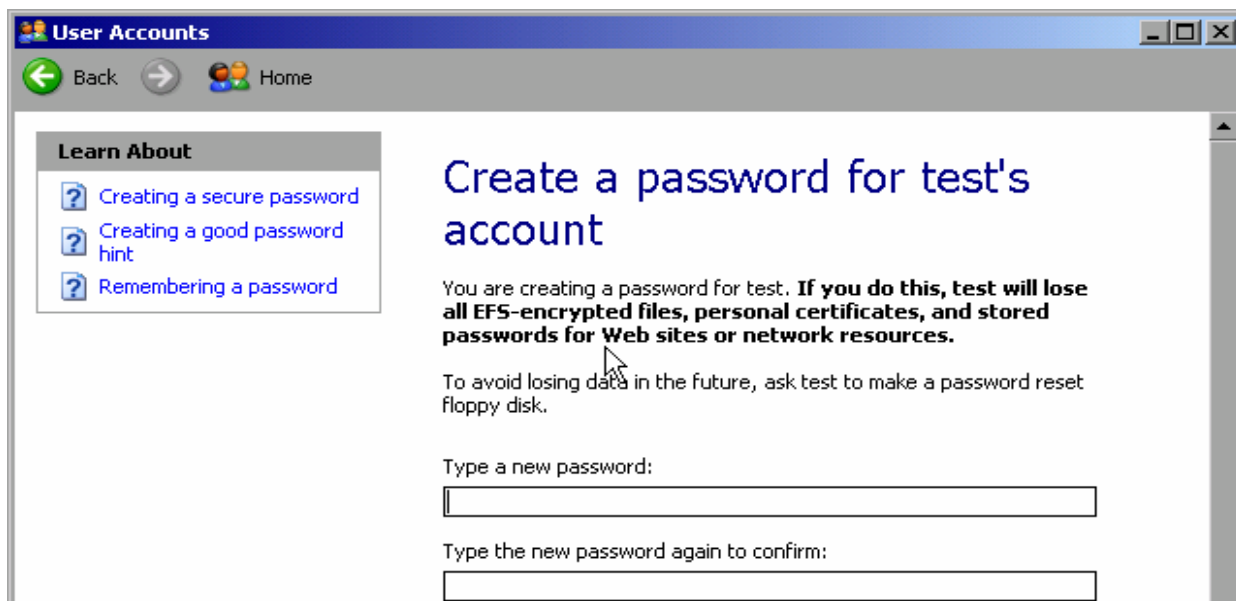 User Accounts
Back
Home
Learn About
Creating a secure password
Creating a good password
hint
Remembering a password
Create a password for test's
account
You are creating a password for test. If you do this, test will lose
all EFS-encrypted files, personal certificates, and stored
passwords for Web sites or network resources.
To avoid losing data in the future, ask test to make a password reset
floppy disk.
Type a new password:
Type the new password again to confirm: